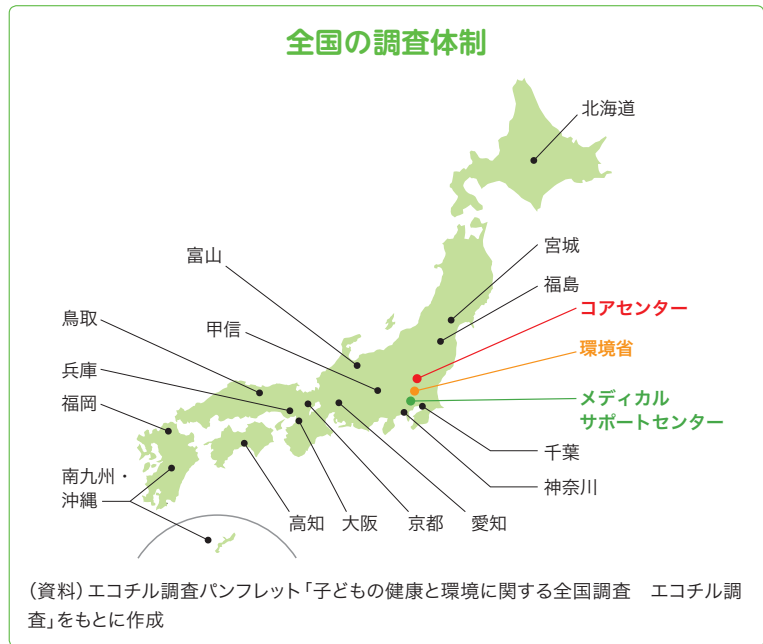 全国の調査体制
北海道
宮城
富山
福島
コアセンター
鳥取
甲信
環境省
兵庫
福岡
メディカル
サポートセンター
千葉
南九州・
沖縄
神奈川
高知
大阪
京都
愛知
（資料）エコチル調査パンフレット「子どもの健康と環境に関する全国調査　エコチル調
査」をもとに作成